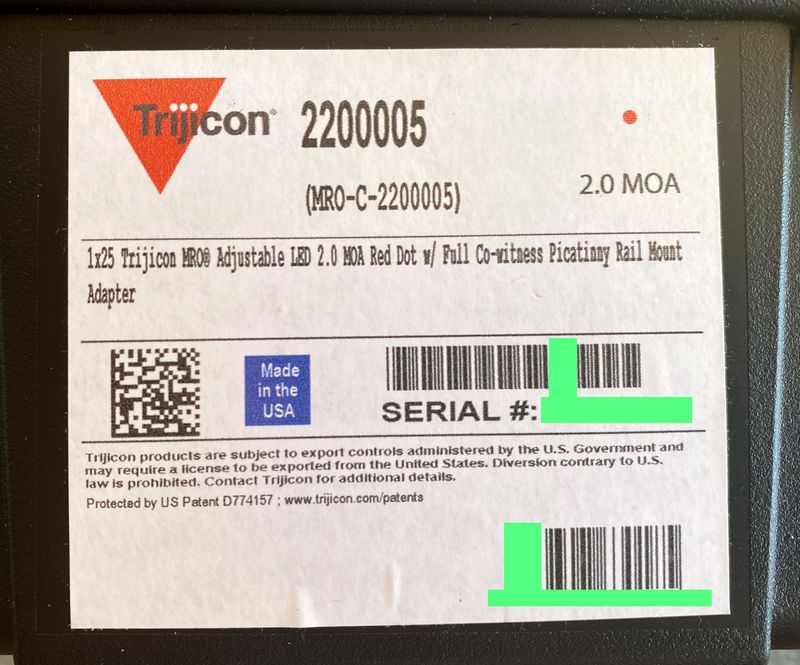 Trijicon®
2200005
(MRO-C-2200005)
2.0 MOA
1x25 Trijicon MRO® Adjustable LED 2.0 MOA Red Dot w/ Full Co-witness Picatinny Rail Mount
Adapter
Made
in the
USA
SERIAL #:
Trijicon products are subject to export controls administered by the U.S. Government and
may require a license to be exported from the United States. Diversion contrary to U.S.
law is prohibited. Contact Trijicon for additional details.
Protected by US Patent D774157 ; www.trijicon.com/patents